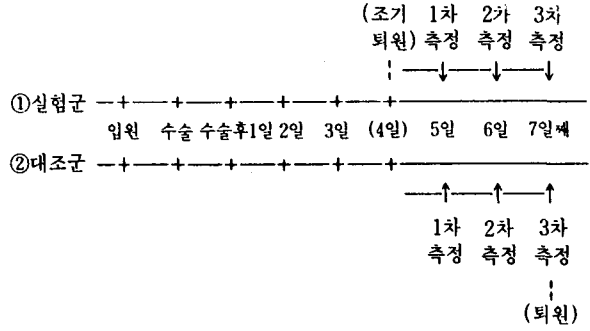 (조기 1차 2차 3차
퇴원) 측정 측정 측정
①실험군
입원 수술 수술후1일 2일 3일 (4일) 5일 6일 7일째
②대조군
1차 2차 3차
측정 측정 측정
(퇴원)